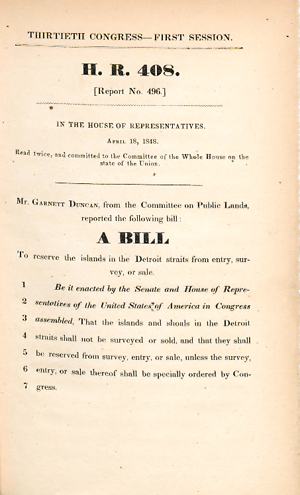 THIRTIETH CONGRESS—FIRST SESSION.
H. R. 408.
[Report No. 496.]
IN THE HOUSE OF REPRESENTATIVES.
April 18, 1848.
Read twice, and committed to the Committee of the Whole House on the
state of the Union.
Mr. Garnett Duncan, from the Committee on Public Lands,
reported the following bill:
A BILL
To reserve the islands in the Detroit straits from entry, sur-
vey, or sale.
1 Be it enacted by the Senate and House of Repre-
2 sentatives of the United States of America in Congress
3 assembled, That the islands and shoals in the Detroit
4 straits shall not be surveyed or sold, and that they shall
5 be reserved from survey, entry, or sale, unless the survey,
6 entry, or sale thereof shall be specially ordered by Con-
7 gress.